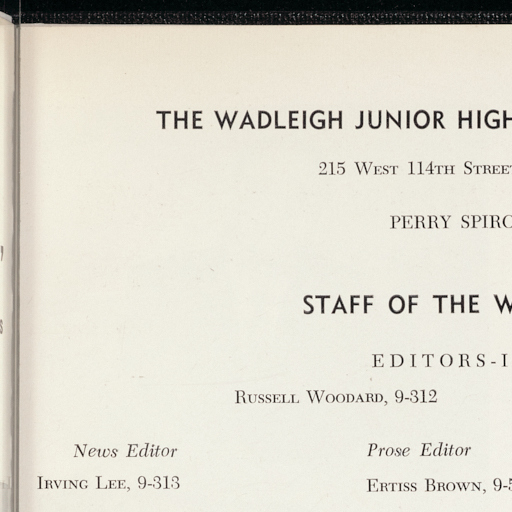 THE WADLEIGH JUNIOR HIGH
215 West 114th Street
PERRY SPIRO
STAFF OF THE W
EDITORS-I
Russell Woodard, 9-312
News Editor Prose Editor
Irving Lee, 9-313 Ertiss Brown, 9-5